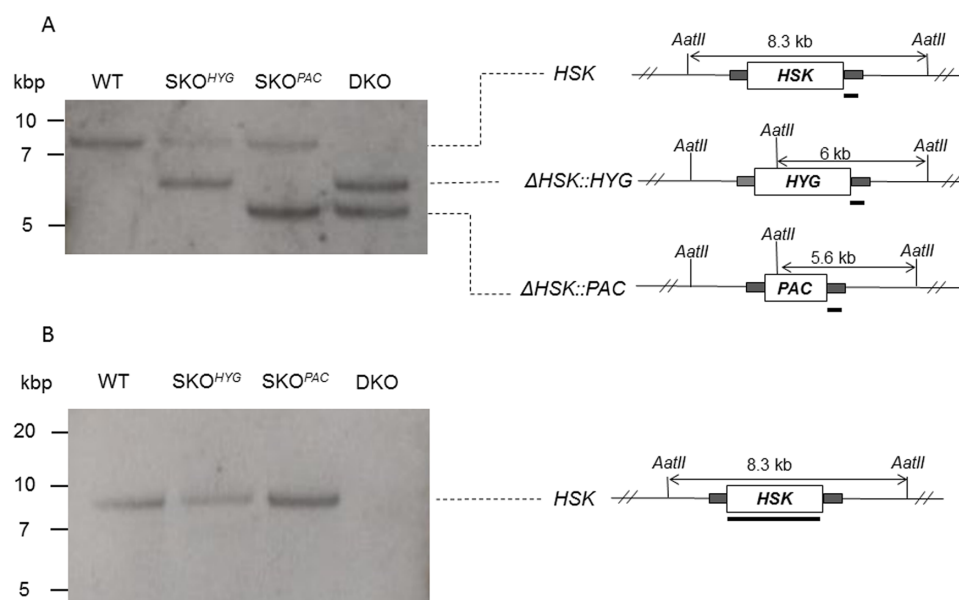 A
kbp WT SKO^HYG SKO^PAC DKO
10
7
5
HSK
AatII 8.3 kb AatII
HSK
ΔHSK::HYG
AatII AatII 6 kb AatII
HYG
ΔHSK::PAC
AatII AatII 5.6 kb AatII
PAC
B
kbp WT SKO^HYG SKO^PAC DKO
20
10
7
5
HSK
AatII 8.3 kb AatII
HSK